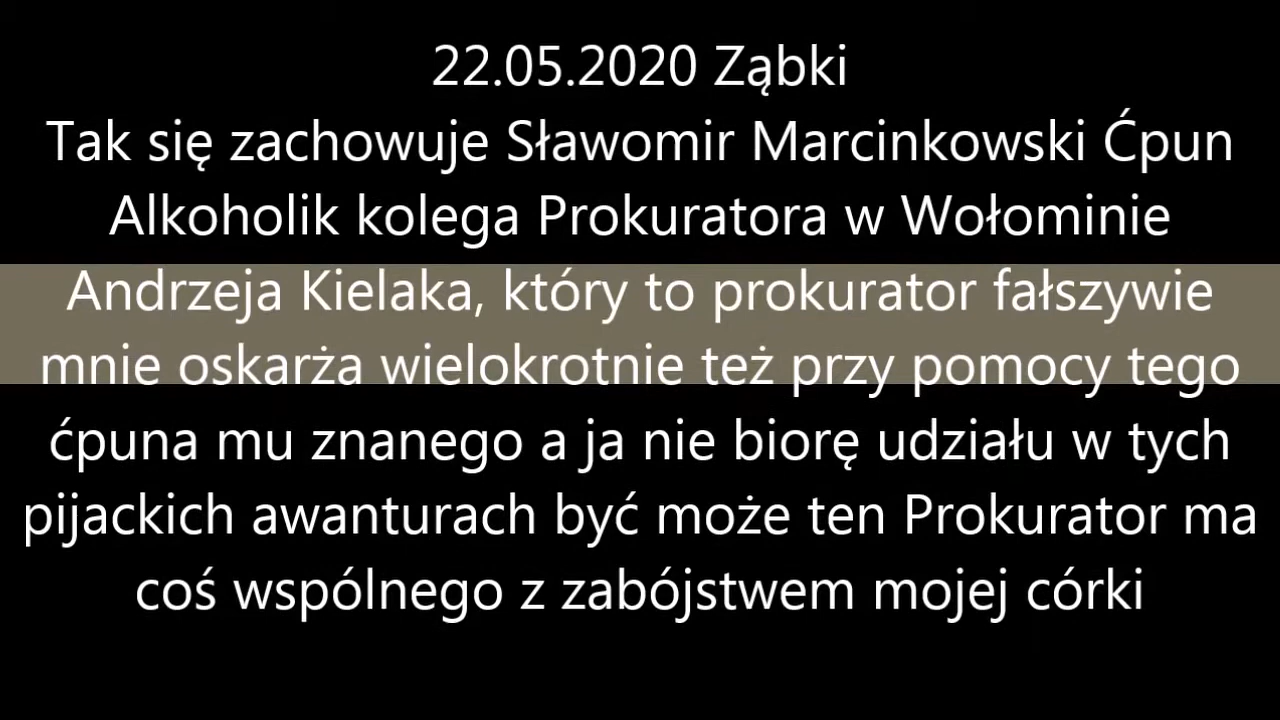 22.05.2020 Ząbki
Tak się zachowuje Sławomir Marcinkowski Ćpun
Alkoholik kolega Prokuratora w Wołominie
Andrzeja Kielaka, który to prokurator fałszywie
mnie oskarża wielokrotnie też przy pomocy tego
ćpuna mu znanego a ja nie biorę udziału w tych
pijackich awanturach być może ten Prokurator ma
coś wspólnego z zabójstwem mojej córki